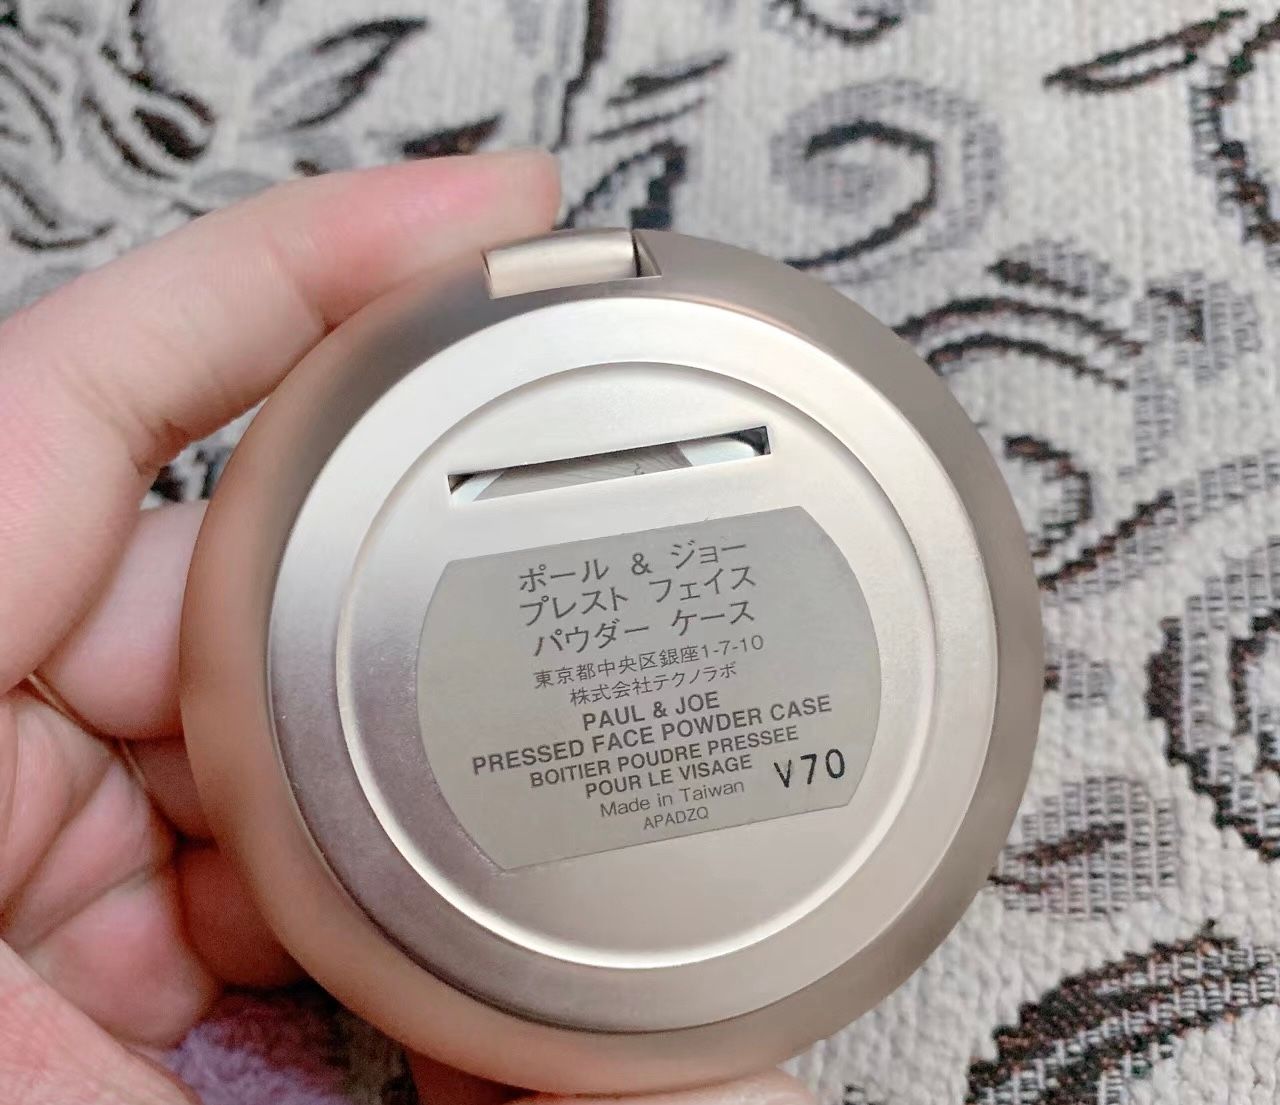 ポール & ジョー
プレスト フェイス
パウダー ケース
東京都中央区銀座1-7-10
株式会社テクノラボ
PAUL & JOE
PRESSED FACE POWDER CASE
BOITIER POUDRE PRESSEE
POUR LE VISAGE
Made in Taiwan
V70
APADZQ